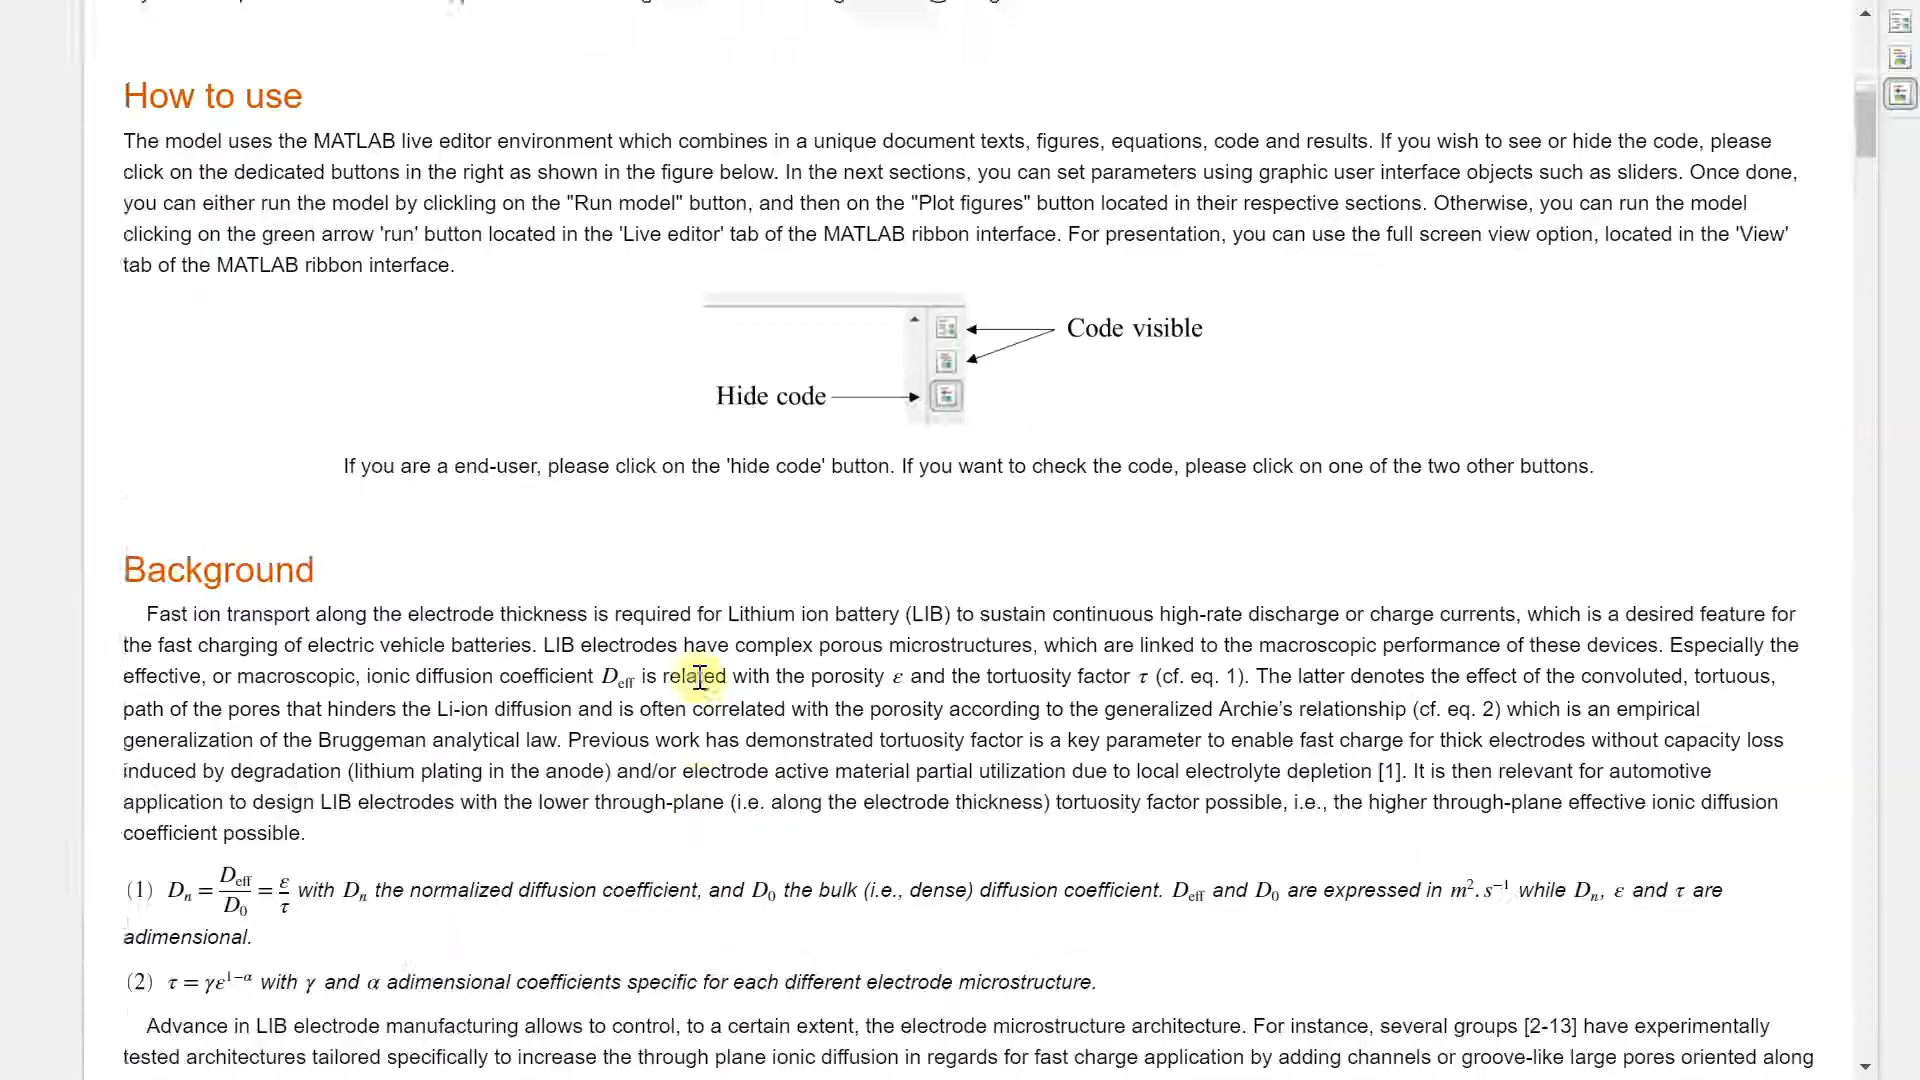 How to use
The model uses the MATLAB live editor environment which combines in a unique document texts, figures, equations, code and results. If you wish to see or hide the code, please
click on the dedicated buttons in the right as shown in the figure below. In the next sections, you can set parameters using graphic user interface objects such as sliders. Once done,
you can either run the model by clickling on the "Run model" button, and then on the "Plot figures" button located in their respective sections. Otherwise, you can run the model
clicking on the green arrow 'run' button located in the 'Live editor' tab of the MATLAB ribbon interface. For presentation, you can use the full screen view option, located in the 'View'
tab of the MATLAB ribbon interface.
Code visible
Hide code
If you are a end-user, please click on the 'hide code' button. If you want to check the code, please click on one of the two other buttons.
Background
Fast ion transport along the electrode thickness is required for Lithium ion battery (LIB) to sustain continuous high-rate discharge or charge currents, which is a desired feature for
the fast charging of electric vehicle batteries. LIB electrodes have complex porous microstructures, which are linked to the macroscopic performance of these devices. Especially the
effective, or macroscopic, ionic diffusion coefficient D_eff is related with the porosity ε and the tortuosity factor τ (cf. eq. 1). The latter denotes the effect of the convoluted, tortuous,
path of the pores that hinders the Li-ion diffusion and is often correlated with the porosity according to the generalized Archie's relationship (cf. eq. 2) which is an empirical
generalization of the Bruggeman analytical law. Previous work has demonstrated tortuosity factor is a key parameter to enable fast charge for thick electrodes without capacity loss
induced by degradation (lithium plating in the anode) and/or electrode active material partial utilization due to local electrolyte depletion [1]. It is then relevant for automotive
application to design LIB electrodes with the lower through-plane (i.e. along the electrode thickness) tortuosity factor possible, i.e., the higher through-plane effective ionic diffusion
coefficient possible.
(1) D_n = D_eff/D_0 = ε/τ with D_n the normalized diffusion coefficient, and D_0 the bulk (i.e., dense) diffusion coefficient. D_eff and D_0 are expressed in m².s⁻¹ while D_n, ε and τ are
adimensional.
(2) τ = γε^(1−α) with γ and α adimensional coefficients specific for each different electrode microstructure.
Advance in LIB electrode manufacturing allows to control, to a certain extent, the electrode microstructure architecture. For instance, several groups [2-13] have experimentally
tested architectures tailored specifically to increase the through plane ionic diffusion in regards for fast charge application by adding channels or groove-like large pores oriented along